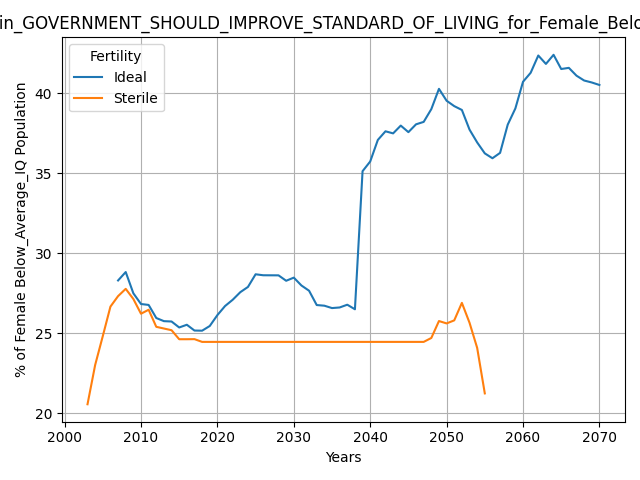 in_GOVERNMENT_SHOULD_IMPROVE_STANDARD_OF_LIVING_for_Female_Belo
Fertility
Ideal
Sterile
% of Female Below_Average_IQ Population
40
35
30
25
20
2000 2010 2020 2030 2040 2050 2060 2070
Years